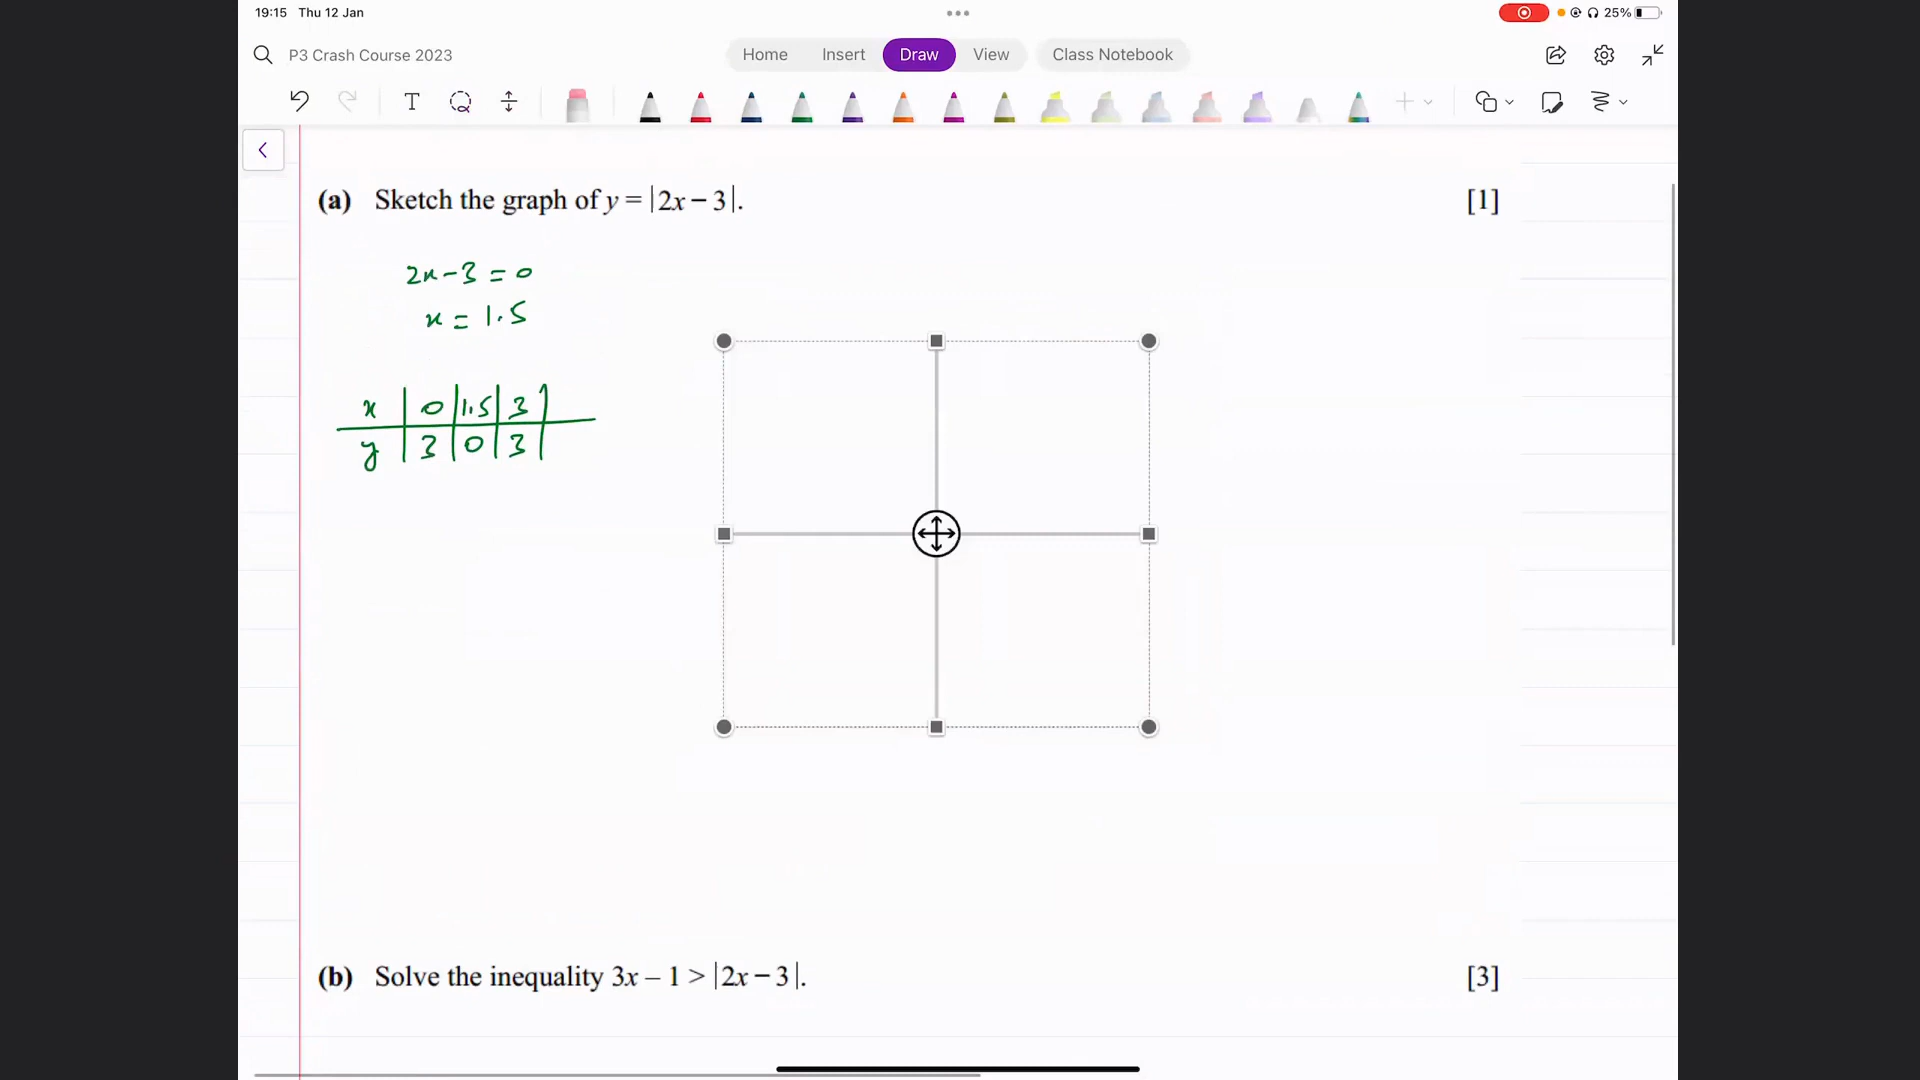 19:15 Thu 12 Jan
25%
P3 Crash Course 2023
Home Insert Draw View Class Notebook
T
(a) Sketch the graph of y = |2x − 3|. [1]
2x − 3 = 0
x = 1.5
x | 0 | 1.5 | 3 |
y | 3 | 0 | 3 |
(b) Solve the inequality 3x – 1 > |2x − 3|. [3]